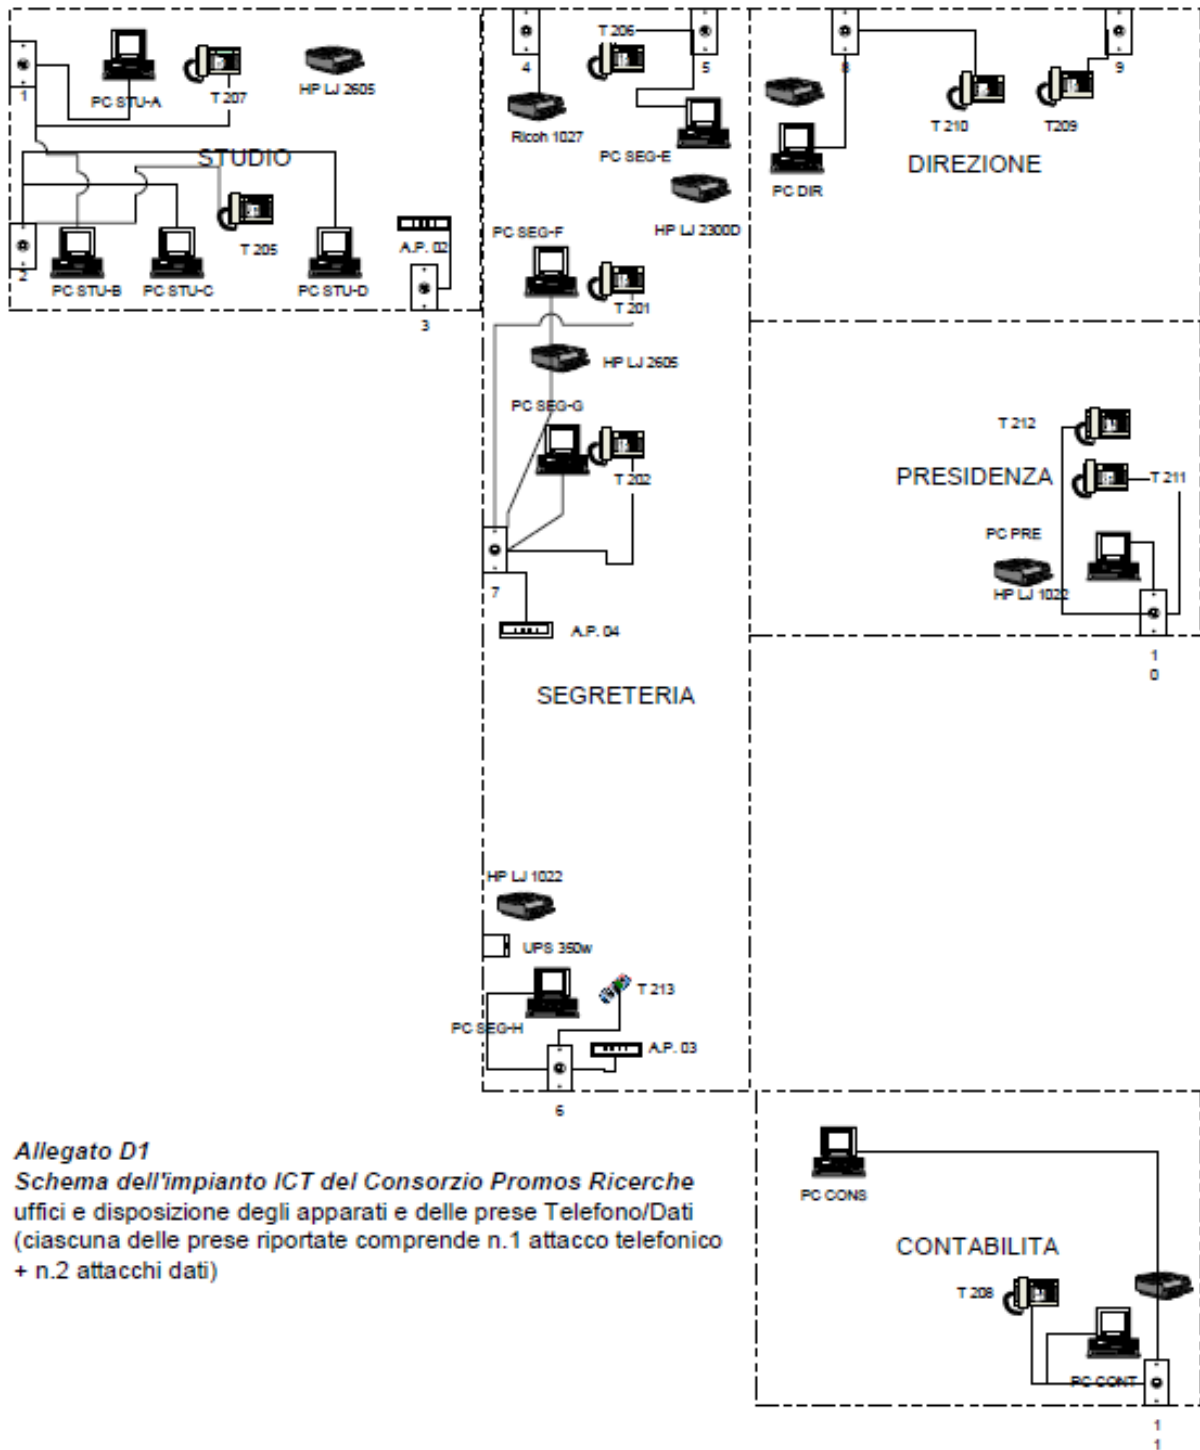 1
PC STU-A
T 207
HP LJ 2605
STUDIO
2
PC STU-B
PC STU-C
T 205
PC STU-D
A.P. 02
3
4
Ricoh 1027
T 206
5
PC SEG-E
HP LJ 2300D
PC SEG-F
T 201
HP LJ 2605
PC SEG-G
T 202
7
A.P. 04
SEGRETERIA
HP LJ 1022
UPS 350w
PC SEG-H
T 213
A.P. 03
6
8
9
PC DIR
T 210
T209
DIREZIONE
T 212
PRESIDENZA
T 211
PC PRE
HP LJ 1022
1
0
PC CONS
CONTABILITA
T 208
PC CONT
1
1
Allegato D1
Schema dell'impianto ICT del Consorzio Promos Ricerche
uffici e disposizione degli apparati e delle prese Telefono/Dati
(ciascuna delle prese riportate comprende n.1 attacco telefonico
+ n.2 attacchi dati)